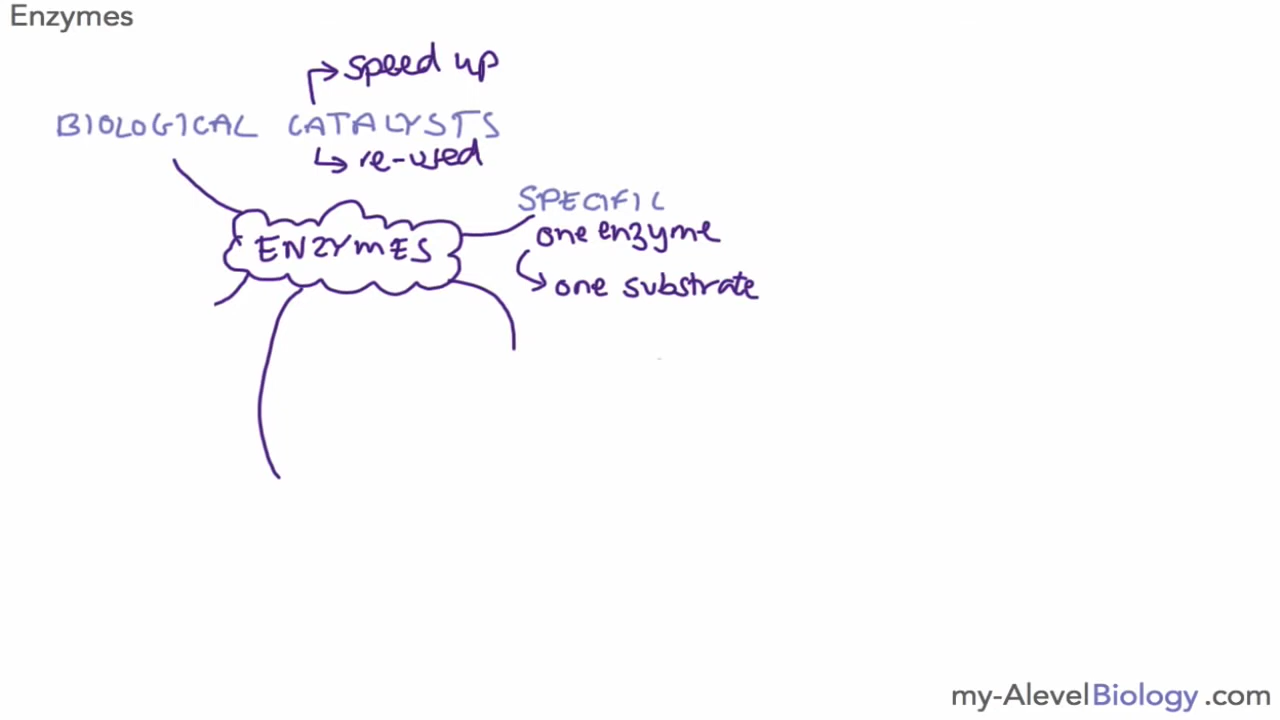 Enzymes
speed up
BIOLOGICAL CATALYSTS
re-used
SPECIFIC
one enzyme
ENZYMES
one substrate
my-AlevelBiology.com